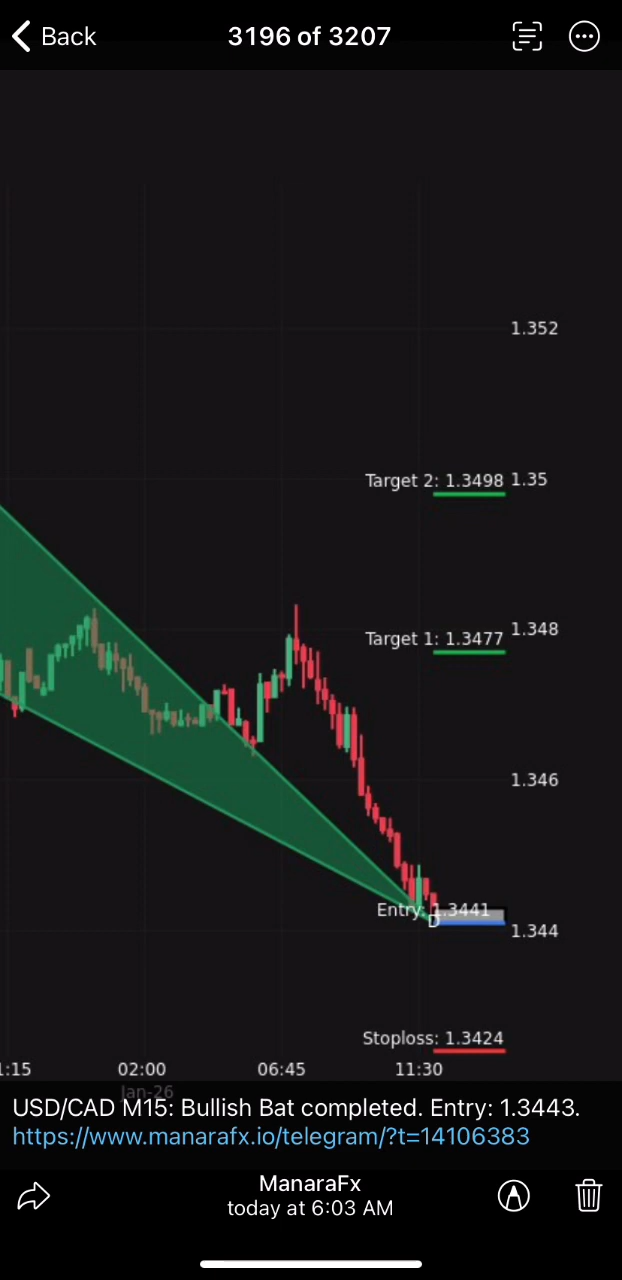 Back
3196 of 3207
1.352
Target 2: 1.3498
1.35
Target 1: 1.3477
1.348
1.346
Entry: 1.3441
D
1.344
Stoploss: 1.3424
1:15
02:00
06:45
11:30
Jan-26
USD/CAD M15: Bullish Bat completed. Entry: 1.3443.
https://www.manarafx.io/telegram/?t=14106383
ManaraFx
today at 6:03 AM